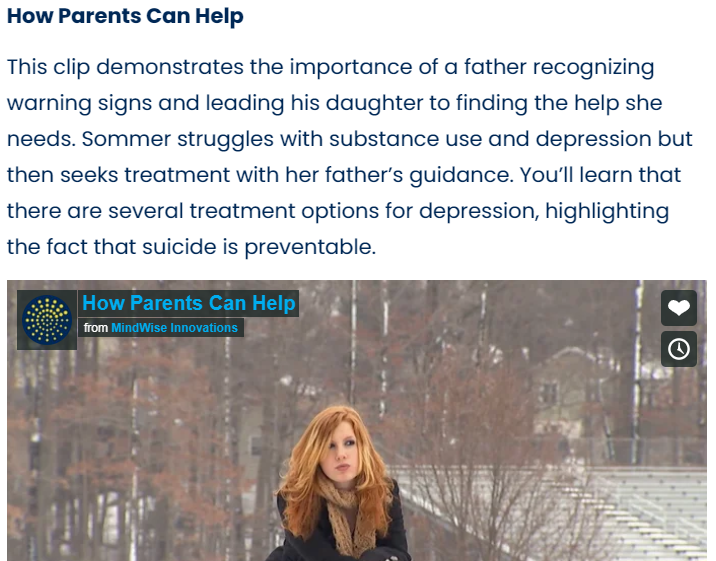 How Parents Can Help
This clip demonstrates the importance of a father recognizing
warning signs and leading his daughter to finding the help she
needs. Sommer struggles with substance use and depression but
then seeks treatment with her father’s guidance. You’ll learn that
there are several treatment options for depression, highlighting
the fact that suicide is preventable.
How Parents Can Help
from MindWise Innovations